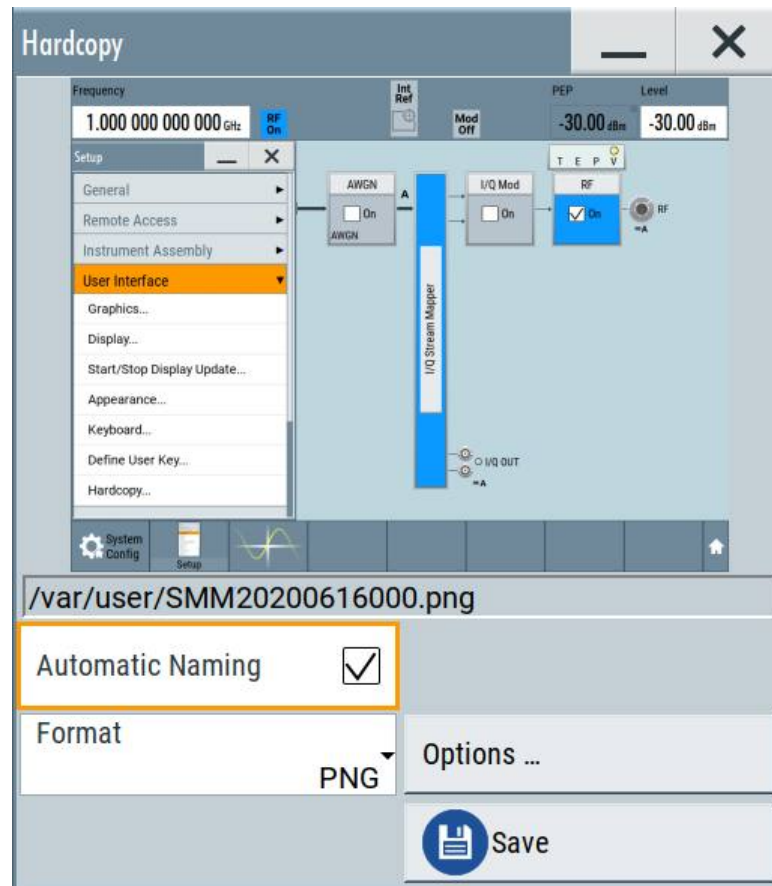 Hardcopy
Frequency
Int
Ref
PEP
Level
1.000 000 000 000 GHz
RF
On
Mod
Off
-30.00 dBm
-30.00 dBm
Setup
T E P V
General
AWGN
A
I/Q Mod
RF
Remote Access
On
On
On
RF
=A
AWGN
Instrument Assembly
User Interface
Graphics...
I/Q Stream Mapper
Display...
Start/Stop Display Update...
Appearance...
Keyboard...
Define User Key...
I/Q OUT
=A
Hardcopy...
System
Config
Setup
/var/user/SMM20200616000.png
Automatic Naming
Format
PNG
Options ...
Save